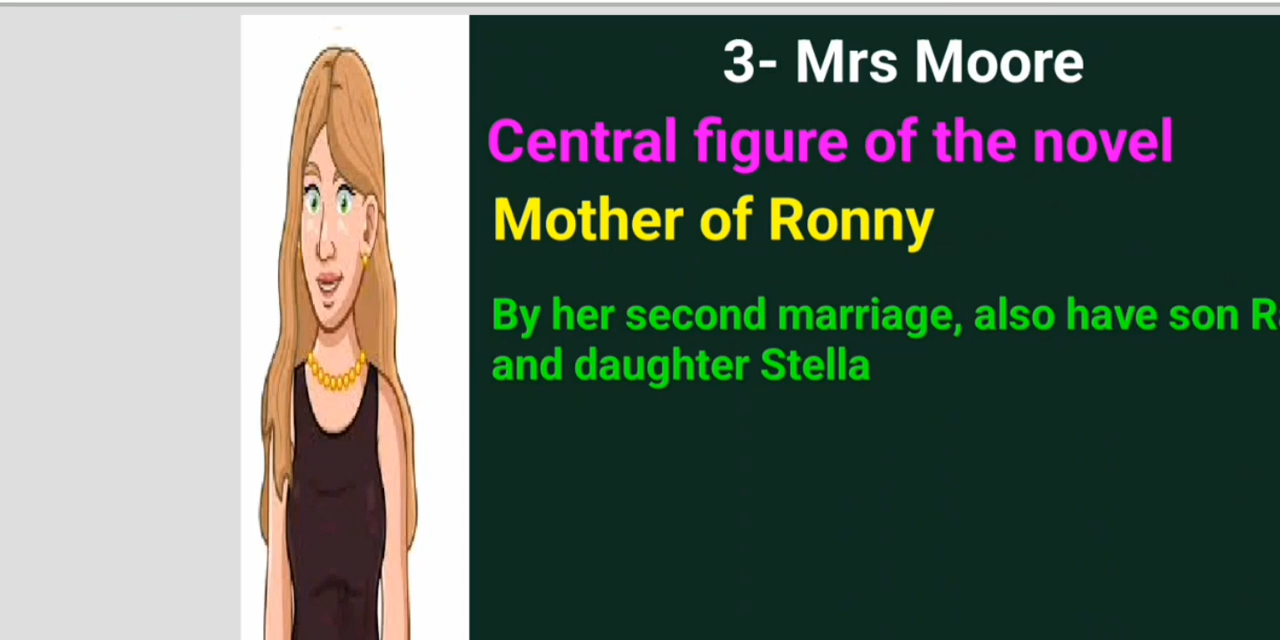 3- Mrs Moore
Central figure of the novel
Mother of Ronny
By her second marriage, also have son
and daughter Stella